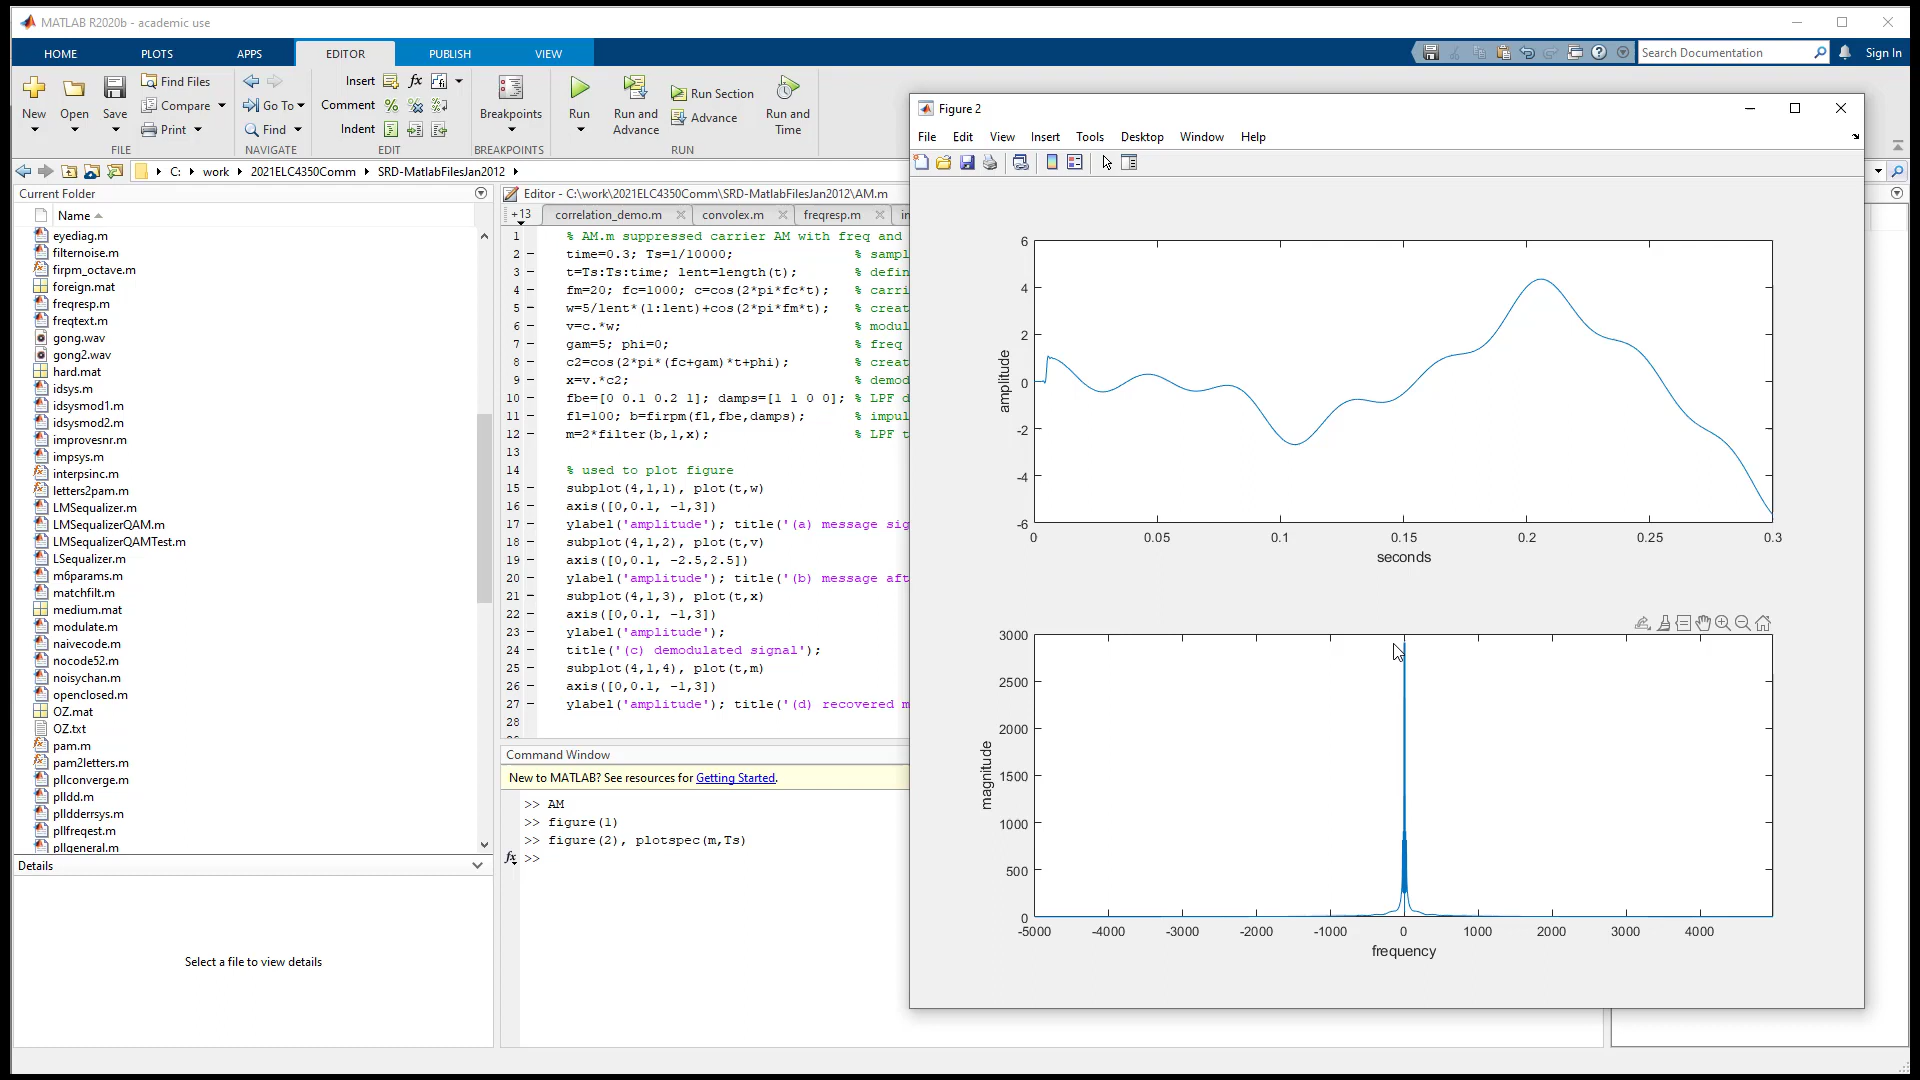 MATLAB R2020b - academic use
HOME PLOTS APPS EDITOR PUBLISH VIEW
Search Documentation
Sign In
New
Open
Save
Find Files
Compare
Print
FILE
Go To
Find
NAVIGATE
Insert
Comment
Indent
EDIT
Breakpoints
BREAKPOINTS
Run
Run and Advance
Run Section
Advance
Run and Time
RUN
C: work 2021ELC4350Comm SRD-MatlabFilesJan2012
Current Folder
Name
eyediag.m
filternoise.m
firpm_octave.m
foreign.mat
freqresp.m
freqtext.m
gong.wav
gong2.wav
hard.mat
idsys.m
idsysmod1.m
idsysmod2.m
improvesnr.m
impsys.m
interpsinc.m
letters2pam.m
LMSequalizer.m
LMSequalizerQAM.m
LMSequalizerQAMTest.m
LSequalizer.m
m6params.m
matchfilt.m
medium.mat
modulate.m
naivecode.m
nocode52.m
noisychan.m
openclosed.m
OZ.mat
OZ.txt
pam.m
pam2letters.m
pllconverge.m
plldd.m
plldderrsys.m
pllfreqest.m
pllgeneral.m
Details
Select a file to view details
Editor - C:\work\2021ELC4350Comm\SRD-MatlabFilesJan2012\AM.m
+13 correlation_demo.m convolex.m freqresp.m
1 % AM.m suppressed carrier AM with freq and
2 time=0.3; Ts=1/10000; % sampl
3 t=Ts:Ts:time; lent=length(t); % defin
4 fm=20; fc=1000; c=cos(2*pi*fc*t); % carri
5 w=5/lent*(1:lent)+cos(2*pi*fm*t); % creat
6 v=c.*w; % modul
7 gam=5; phi=0; % freq
8 c2=cos(2*pi*(fc+gam)*t+phi); % creat
9 x=v.*c2; % demod
10 fbe=[0 0.1 0.2 1]; damps=[1 1 0 0]; % LPF d
11 fl=100; b=firpm(fl,fbe,damps); % impul
12 m=2*filter(b,1,x); % LPF t
13
14 % used to plot figure
15 subplot(4,1,1), plot(t,w)
16 axis([0,0.1, -1,3])
17 ylabel('amplitude'); title('(a) message sig
18 subplot(4,1,2), plot(t,v)
19 axis([0,0.1, -2.5,2.5])
20 ylabel('amplitude'); title('(b) message aft
21 subplot(4,1,3), plot(t,x)
22 axis([0,0.1, -1,3])
23 ylabel('amplitude');
24 title('(c) demodulated signal');
25 subplot(4,1,4), plot(t,m)
26 axis([0,0.1, -1,3])
27 ylabel('amplitude'); title('(d) recovered m
28
Command Window
New to MATLAB? See resources for Getting Started.
>> AM
>> figure(1)
>> figure(2), plotspec(m,Ts)
fx >>
Figure 2
File Edit View Insert Tools Desktop Window Help
6
4
2
0
-2
-4
-6
amplitude
0 0.05 0.1 0.15 0.2 0.25 0.3
seconds
3000
2500
2000
1500
1000
500
0
magnitude
-5000 -4000 -3000 -2000 -1000 0 1000 2000 3000 4000
frequency